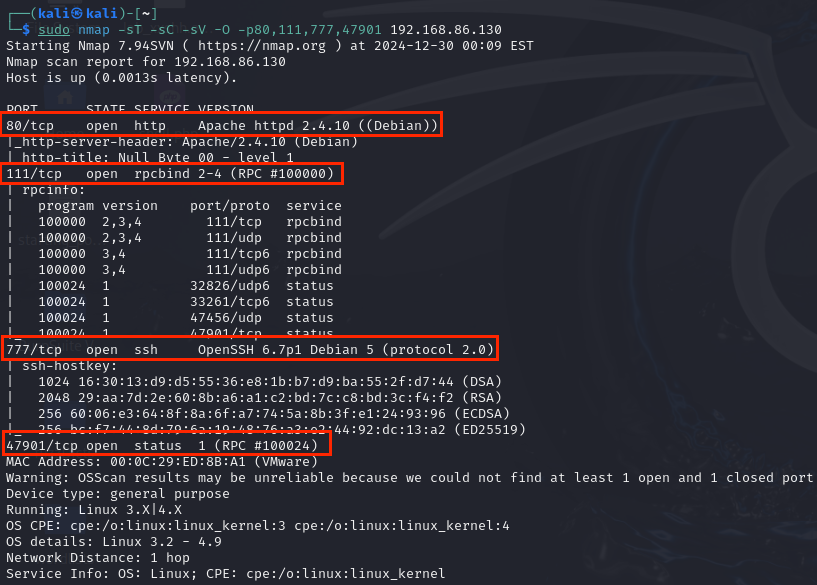 ┌──(kali㉿kali)-[~]
└─$ sudo nmap -sT -sC -sV -O -p80,111,777,47901 192.168.86.130
Starting Nmap 7.94SVN ( https://nmap.org ) at 2024-12-30 00:09 EST
Nmap scan report for 192.168.86.130
Host is up (0.0013s latency).
PORT      STATE SERVICE VERSION
80/tcp    open  http    Apache httpd 2.4.10 ((Debian))
|_http-server-header: Apache/2.4.10 (Debian)
|_http-title: Null Byte 00 - level 1
111/tcp   open  rpcbind 2-4 (RPC #100000)
| rpcinfo:
|   program version    port/proto  service
|   100000  2,3,4        111/tcp   rpcbind
|   100000  2,3,4        111/udp   rpcbind
|   100000  3,4          111/tcp6  rpcbind
|   100000  3,4          111/udp6  rpcbind
|   100024  1          32826/udp6  status
|   100024  1          33261/tcp6  status
|   100024  1          47456/udp   status
|_  100024  1          47901/tcp   status
777/tcp   open  ssh     OpenSSH 6.7p1 Debian 5 (protocol 2.0)
| ssh-hostkey:
|   1024 16:30:13:d9:d5:55:36:e8:1b:b7:d9:ba:55:2f:d7:44 (DSA)
|   2048 29:aa:7d:2e:60:8b:a6:a1:c2:bd:7c:c8:bd:3c:f4:f2 (RSA)
|   256 60:06:e3:64:8f:8a:6f:a7:74:5a:8b:3f:e1:24:93:96 (ECDSA)
|_  256 bc:f7:44:8d:79:6a:19:48:76:a3:e2:44:92:dc:13:a2 (ED25519)
47901/tcp open  status  1 (RPC #100024)
MAC Address: 00:0C:29:ED:8B:A1 (VMware)
Warning: OSScan results may be unreliable because we could not find at least 1 open and 1 closed port
Device type: general purpose
Running: Linux 3.X|4.X
OS CPE: cpe:/o:linux:linux_kernel:3 cpe:/o:linux:linux_kernel:4
OS details: Linux 3.2 - 4.9
Network Distance: 1 hop
Service Info: OS: Linux; CPE: cpe:/o:linux:linux_kernel